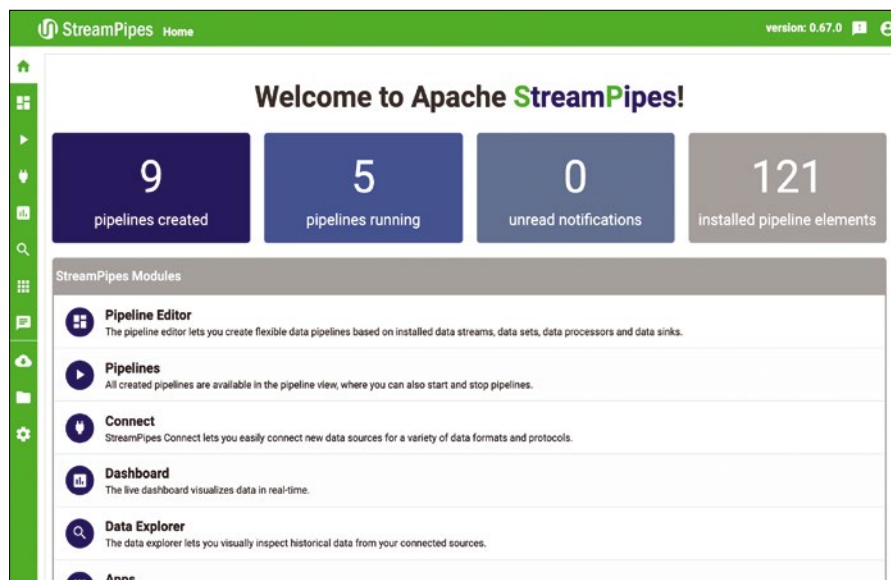 StreamPipes Home
version: 0.67.0
Welcome to Apache StreamPipes!
9
pipelines created
5
pipelines running
0
unread notifications
121
installed pipeline elements
StreamPipes Modules
Pipeline Editor
The pipeline editor lets you create flexible data pipelines based on installed data streams, data sets, data processors and data sinks.
Pipelines
All created pipelines are available in the pipeline view, where you can also start and stop pipelines.
Connect
StreamPipes Connect lets you easily connect new data sources for a variety of data formats and protocols.
Dashboard
The live dashboard visualizes data in real-time.
Data Explorer
The data explorer lets you visually inspect historical data from your connected sources.
Apps